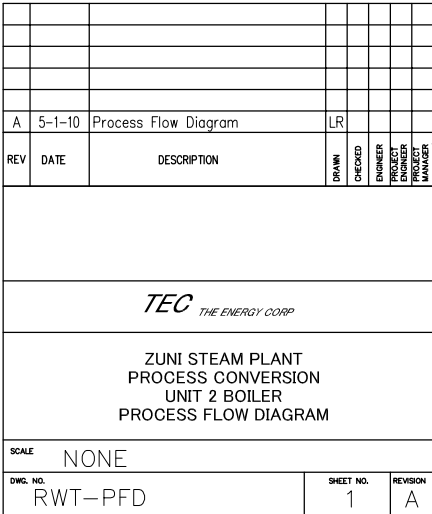 A 5-1-10 Process Flow Diagram LR
REV DATE DESCRIPTION DRAWN CHECKED ENGINEER PROJECT ENGINEER PROJECT MANAGER
TEC THE ENERGY CORP
ZUNI STEAM PLANT
PROCESS CONVERSION
UNIT 2 BOILER
PROCESS FLOW DIAGRAM
SCALE NONE
DWG. NO. SHEET NO. REVISION
RWT-PFD 1 A